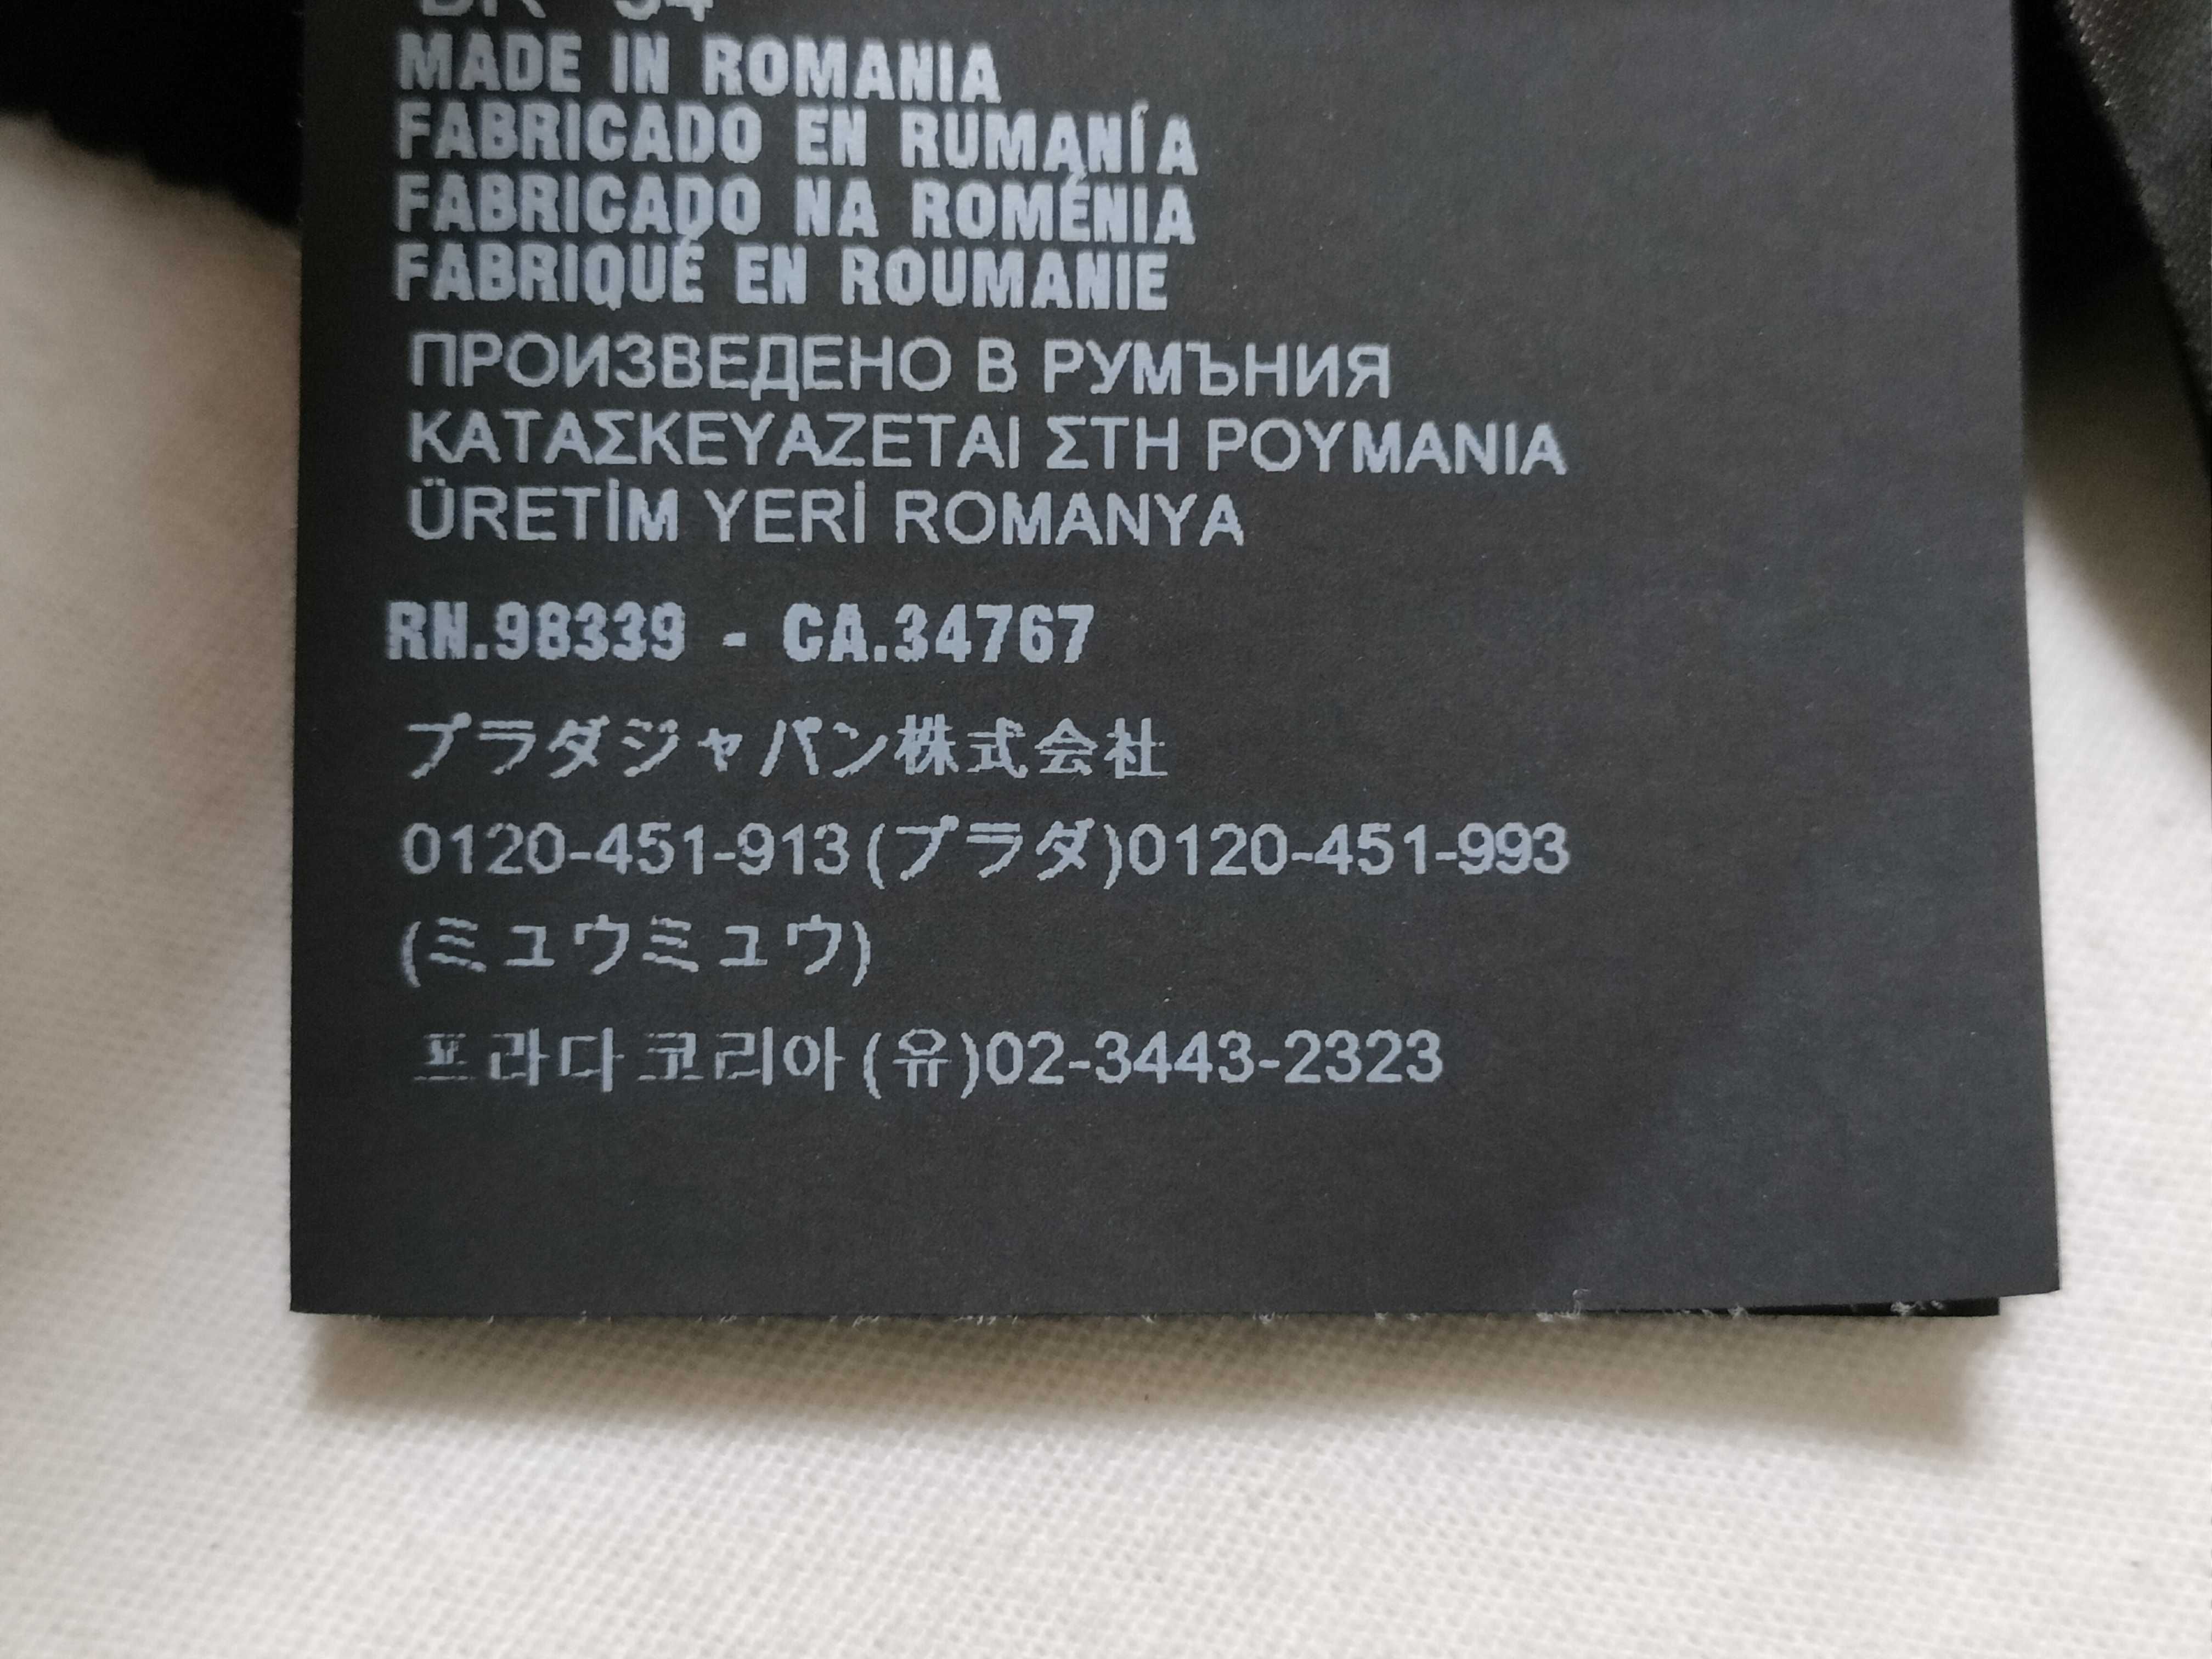 MADE IN ROMANIA
FABRICADO EN RUMANÍA
FABRICADO NA ROMÊNIA
FABRIQUÉ EN ROUMANIE
ПРОИЗВЕДЕНО В РУМЪНИЯ
ΚΑΤΑΣΚΕΥΑΖΕΤΑΙ ΣΤΗ ΡΟΥΜΑΝΙΑ
ÜRETİM YERİ ROMANYA
RN.98339 - CA.34767
プラダジャパン株式会社
0120-451-913(プラダ)0120-451-993
(ミュウミュウ)
프라다코리아(유)02-3443-2323